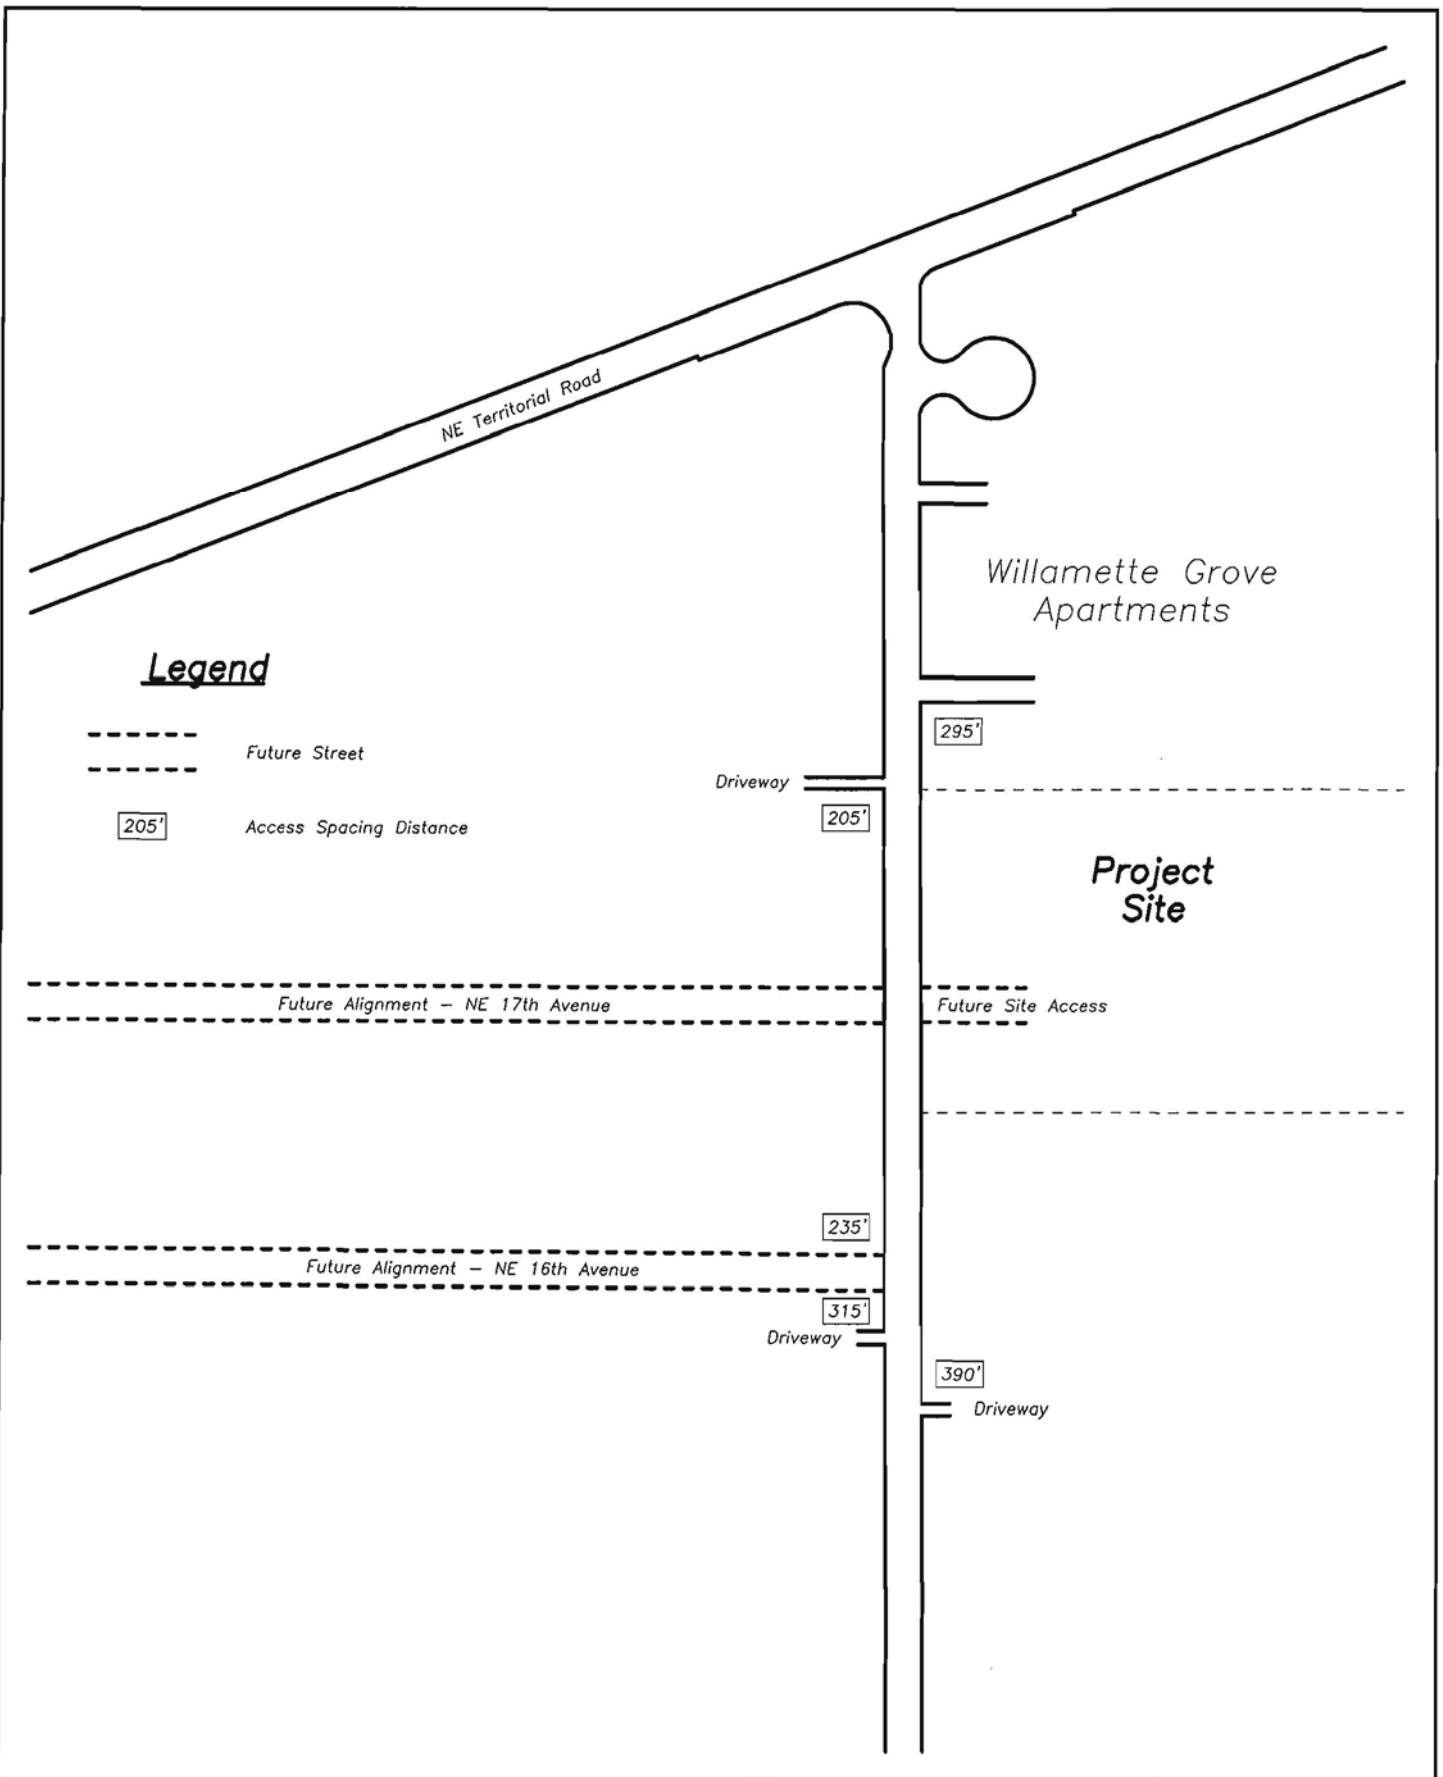 NE Territorial Road
Willamette Grove
Apartments
Legend
Future Street
205'
Access Spacing Distance
295'
Driveway
205'
Project
Site
Future Alignment – NE 17th Avenue
Future Site Access
235'
Future Alignment – NE 16th Avenue
315'
Driveway
390'
Driveway